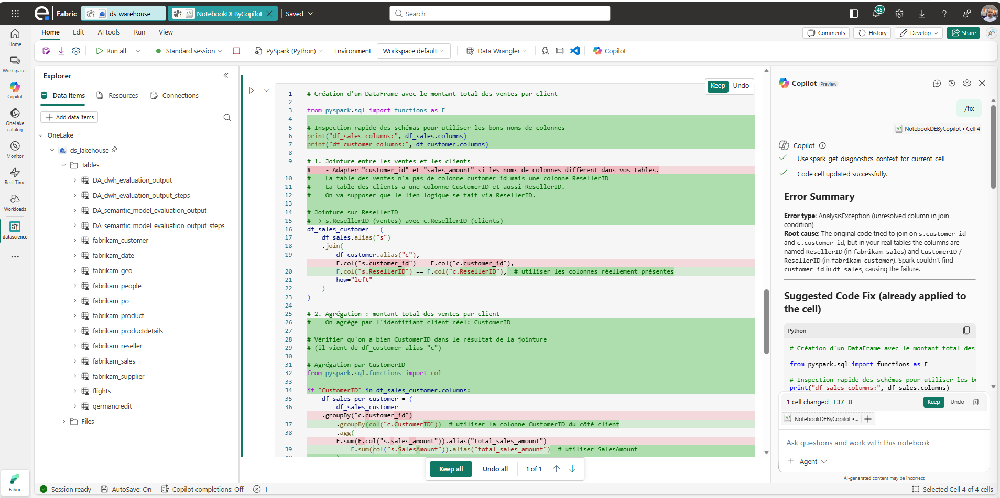 Fabric
ds_warehouse
NotebookDEByCopilot
Saved
Search
45
Home
Edit
AI tools
Run
View
Comments
History
Develop
Share
Run all
Standard session
PySpark (Python)
Environment
Workspace default
Data Wrangler
Copilot
Home
Workspaces
Copilot
OneLake
catalog
Monitor
Real-Time
Workloads
datascience
Fabric
Explorer
Data items
Resources
Connections
Add data items
OneLake
ds_lakehouse
Tables
DA_dwh_evaluation_output
DA_dwh_evaluation_output_steps
DA_semantic_model_evaluation_output
DA_semantic_model_evaluation_output_steps
fabrikam_customer
fabrikam_date
fabrikam_geo
fabrikam_people
fabrikam_po
fabrikam_product
fabrikam_productdetails
fabrikam_reseller
fabrikam_sales
fabrikam_supplier
flights
germancredit
Files
Keep Undo
1 # Création d'un DataFrame avec le montant total des ventes par client
2
3 from pyspark.sql import functions as F
4
5 # Inspection rapide des schémas pour utiliser les bons noms de colonnes
6 print("df_sales columns:", df_sales.columns)
7 print("df_customer columns:", df_customer.columns)
8
9 # 1. Jointure entre les ventes et les clients
#    - Adapter "customer_id" et "sales_amount" si les noms de colonnes diffèrent dans vos tables.
10 #    La table des ventes n'a pas de colonne customer_id mais une colonne ResellerID
11 #    La table des clients a une colonne CustomerID et aussi ResellerID.
12 #    On va supposer que le lien logique se fait via ResellerID.
13
14 # Jointure sur ResellerID
15 # -> s.ResellerID (ventes) avec c.ResellerID (clients)
16 df_sales_customer = (
17     df_sales.alias("s")
18     .join(
19         df_customer.alias("c"),
F.col("s.customer_id") == F.col("c.customer_id"),
20         F.col("s.ResellerID") == F.col("c.ResellerID"),  # utiliser les colonnes réellement présentes
21         how="left"
22     )
23 )
24
25 # 2. Agrégation : montant total des ventes par client
26 #    On agrège par l'identifiant client réel: CustomerID
27
28 # Vérifier qu'on a bien CustomerID dans le résultat de la jointure
29 # (il vient de df_customer alias "c")
30
31 # Agrégation par CustomerID
32 from pyspark.sql.functions import col
33
34 if "CustomerID" in df_sales_customer.columns:
35     df_sales_per_customer = (
36         df_sales_customer
.groupBy("c.customer_id")
37         .groupBy(col("c.CustomerID"))  # utiliser la colonne CustomerID du côté client
38         .agg(
F.sum(F.col("s.sales_amount")).alias("total_sales_amount")
39             F.sum(col("s.SalesAmount")).alias("total_sales_amount")  # utiliser SalesAmount
Keep all
Undo all
1 of 1
Copilot Preview
/fix
NotebookDEByCopilot • Cell 4
Copilot
Use spark_get_diagnostics_context_for_current_cell
Code cell updated successfully.
Error Summary
Error type: AnalysisException (unresolved column in join
condition)
Root cause: The original code tried to join on s.customer_id
and c.customer_id, but in your real tables the columns are
named ResellerID (in fabrikam_sales) and CustomerID /
ResellerID (in fabrikam_customer). Spark couldn't find
customer_id in df_sales, causing the failure.
Suggested Code Fix (already applied to
the cell)
Python
# Création d'un DataFrame avec le montant total des
from pyspark.sql import functions as F
# Inspection rapide des schémas pour utiliser les
print("df_sales columns:", df_sales.columns)
1 cell changed +37 -8
Keep Undo
NotebookDEByCopilot •...
Ask questions and work with this notebook
Agent
AI-generated content may be incorrect
Session ready
AutoSave: On
Copilot completions: Off
1
Selected Cell 4 of 4 cells